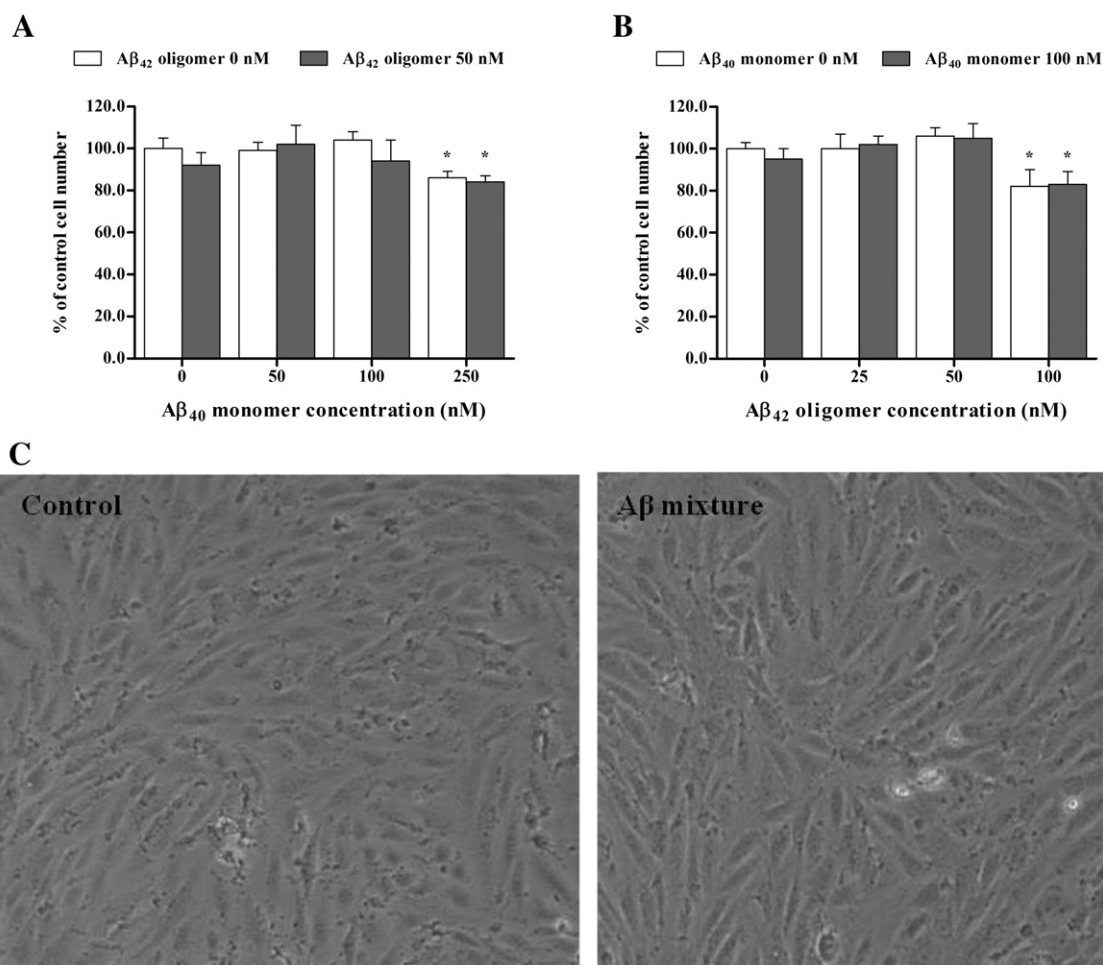 A
Aβ₄₂ oligomer 0 nM
Aβ₄₂ oligomer 50 nM
% of control cell number
120.0
100.0
80.0
60.0
40.0
20.0
0.0
* *
0 50 100 250
Aβ₄₀ monomer concentration (nM)
B
Aβ₄₀ monomer 0 nM
Aβ₄₀ monomer 100 nM
% of control cell number
120.0
100.0
80.0
60.0
40.0
20.0
0.0
* *
0 25 50 100
Aβ₄₂ oligomer concentration (nM)
C
Control
Aβ mixture